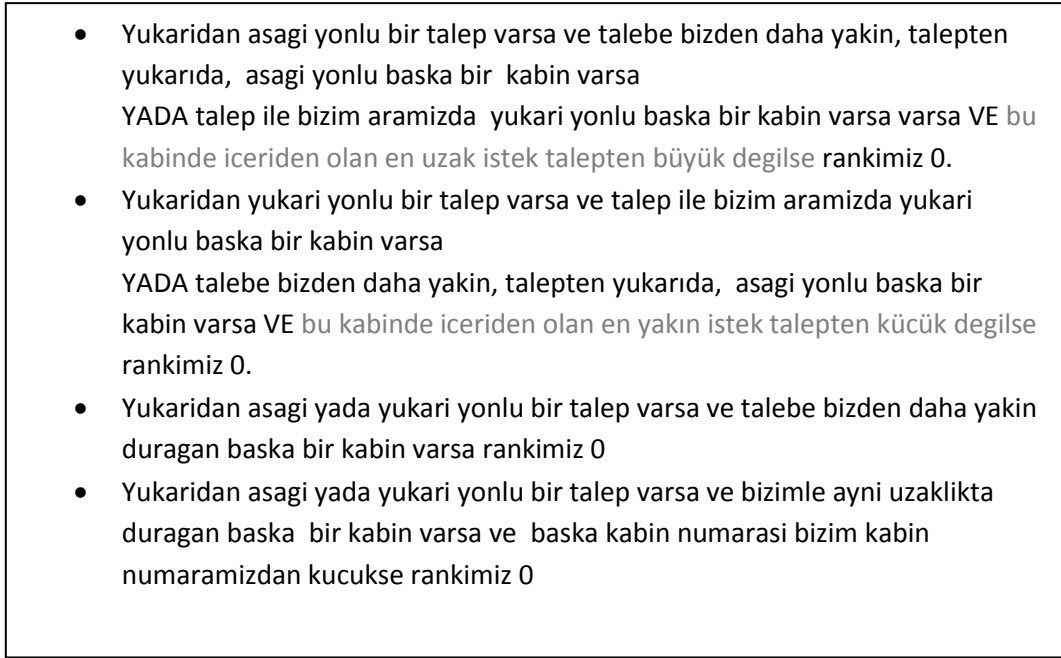 • Yukaridan asagi yonlu bir talep varsa ve talebe bizden daha yakin, talepten
yukarıda, asagi yonlu baska bir kabin varsa
YADA talep ile bizim aramizda yukari yonlu baska bir kabin varsa varsa VE bu
kabinde iceriden olan en uzak istek talepten büyük degilse rankimiz 0.
• Yukaridan yukari yonlu bir talep varsa ve talep ile bizim aramizda yukari
yonlu baska bir kabin varsa
YADA talebe bizden daha yakin, talepten yukarıda, asagi yonlu baska bir
kabin varsa VE bu kabinde iceriden olan en yakın istek talepten kücük degilse
rankimiz 0.
• Yukaridan asagi yada yukari yonlu bir talep varsa ve talebe bizden daha yakin
duragan baska bir kabin varsa rankimiz 0
• Yukaridan asagi yada yukari yonlu bir talep varsa ve bizimle ayni uzaklikta
duragan baska bir kabin varsa ve baska kabin numarasi bizim kabin
numaramizdan kucukse rankimiz 0